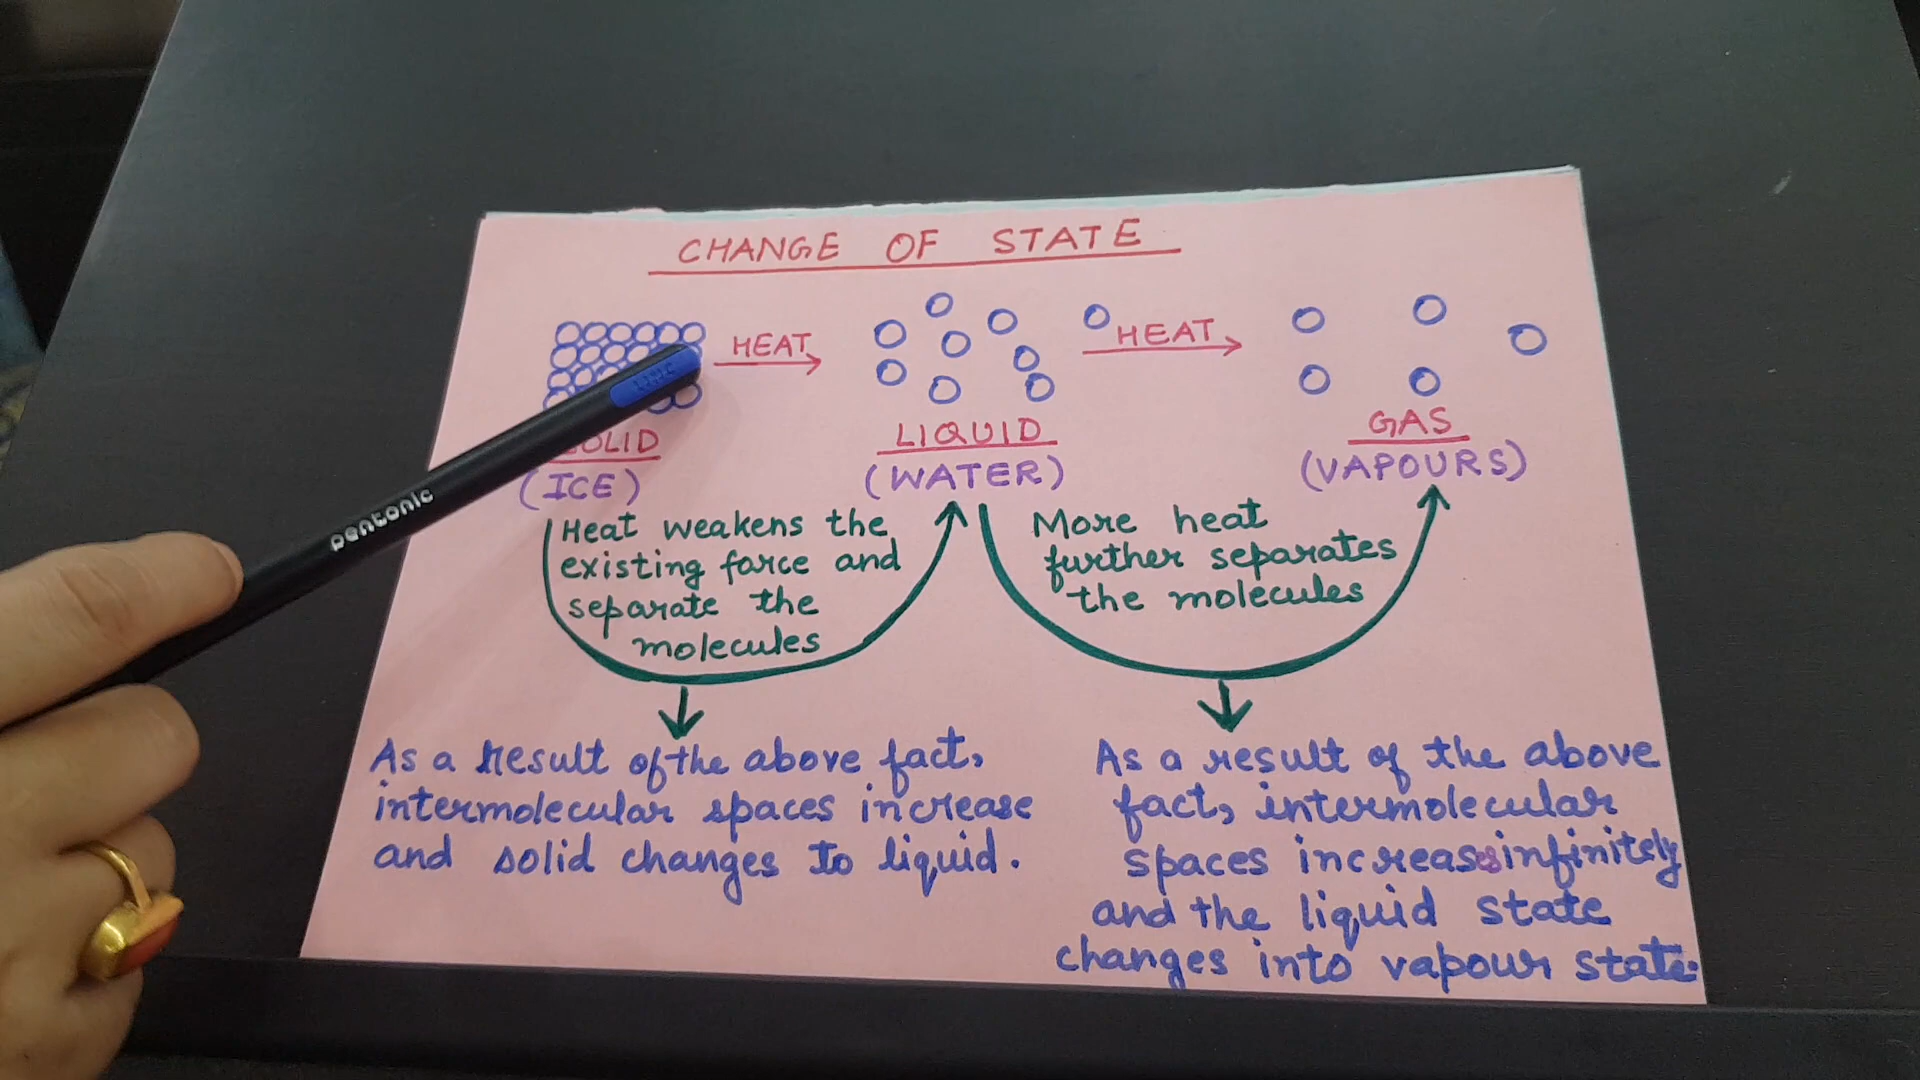 CHANGE OF STATE
HEAT
HEAT
SOLID
(ICE)
LIQUID
(WATER)
GAS
(VAPOURS)
Heat weakens the
existing force and
separate the
molecules
More heat
further separates
the molecules
As a result of the above fact,
intermolecular spaces increase
and solid changes to liquid.
As a result of the above
fact, intermolecular
spaces increases infinitely
and the liquid state
changes into vapour state.
pentonic